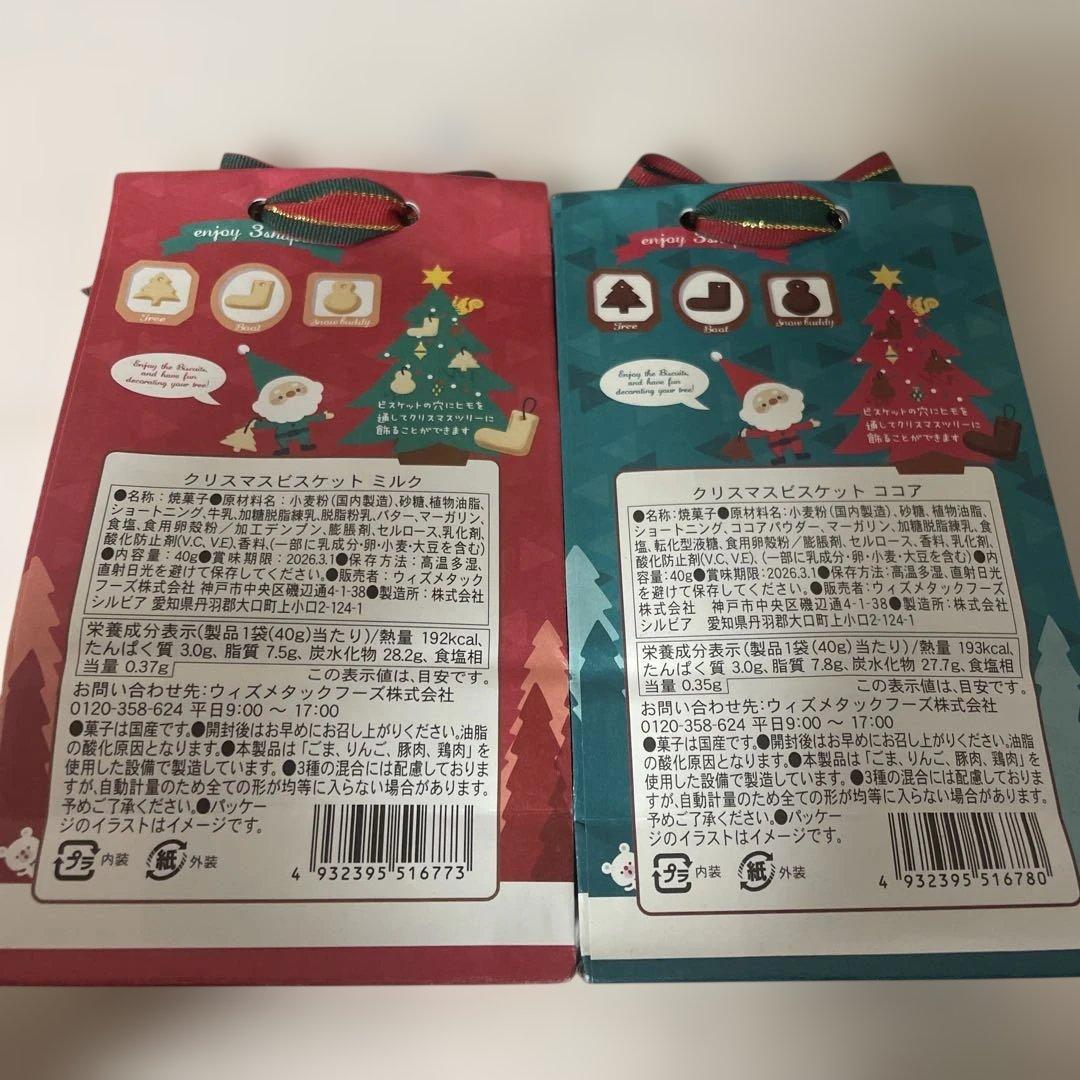 enjoy 3shap
Tree
Boot
Snow buddy
Enjoy the Biscuits,
and have fun
decorating your tree!
ビスケットの穴にヒモを
通してクリスマスツリーに
飾ることができます
クリスマスビスケット ミルク
●名称：焼菓子●原材料名：小麦粉（国内製造）、砂糖、植物油脂、
ショートニング、牛乳、加糖脱脂練乳、脱脂粉乳、バター、マーガリン、
食塩、食用卵殻粉／加工デンプン、膨脹剤、セルロース、乳化剤、
酸化防止剤(V.C、V.E)、香料、（一部に乳成分・卵・小麦・大豆を含む）
●内容量：40g●賞味期限：2026.3.1●保存方法：高温多湿、
直射日光を避けて保存してください。●販売者：ウィズメタック
フーズ株式会社 神戸市中央区磯辺通4-1-38●製造所：株式会社
シルビア 愛知県丹羽郡大口町上小口2-124-1
栄養成分表示(製品1袋(40g)当たり)/熱量 192kcal、
たんぱく質 3.0g、脂質 7.5g、炭水化物 28.2g、食塩相
当量 0.37g この表示値は、目安です。
お問い合わせ先：ウィズメタックフーズ株式会社
0120-358-624 平日9:00 〜 17:00
●菓子は国産です。●開封後はお早めにお召し上がりください。油脂
の酸化原因となります。●本製品は「ごま、りんご、豚肉、鶏肉」を
使用した設備で製造しています。●3種の混合には配慮しておりま
すが、自動計量のため全ての形が均等に入らない場合があります。
予めご了承ください。●パッケー
ジのイラストはイメージです。
プラ 内装 紙 外装
4 932395 516773
enjoy 3shap
Tree
Boot
Snow buddy
Enjoy the Biscuits,
and have fun
decorating your tree!
ビスケットの穴にヒモを
通してクリスマスツリーに
飾ることができます
クリスマスビスケット ココア
●名称：焼菓子●原材料名：小麦粉（国内製造）、砂糖、植物油脂、
ショートニング、ココアパウダー、マーガリン、加糖脱脂練乳、食
塩、転化型液糖、食用卵殻粉／膨脹剤、セルロース、香料、乳化剤、
酸化防止剤(V.C、V.E)、（一部に乳成分・卵・小麦・大豆を含む）●内
容量：40g●賞味期限：2026.3.1●保存方法：高温多湿、直射日光
を避けて保存してください。●販売者：ウィズメタックフーズ
株式会社 神戸市中央区磯辺通4-1-38●製造所：株式会社
シルビア 愛知県丹羽郡大口町上小口2-124-1
栄養成分表示(製品1袋(40g)当たり)/熱量 193kcal、
たんぱく質 3.0g、脂質 7.8g、炭水化物 27.7g、食塩相
当量 0.35g この表示値は、目安です。
お問い合わせ先：ウィズメタックフーズ株式会社
0120-358-624 平日9:00 〜 17:00
●菓子は国産です。●開封後はお早めにお召し上がりください。油脂
の酸化原因となります。●本製品は「ごま、りんご、豚肉、鶏肉」を
使用した設備で製造しています。●3種の混合には配慮しておりま
すが、自動計量のため全ての形が均等に入らない場合があります。
予めご了承ください。●パッケー
ジのイラストはイメージです。
プラ 内装 紙 外装
4 932395 516780